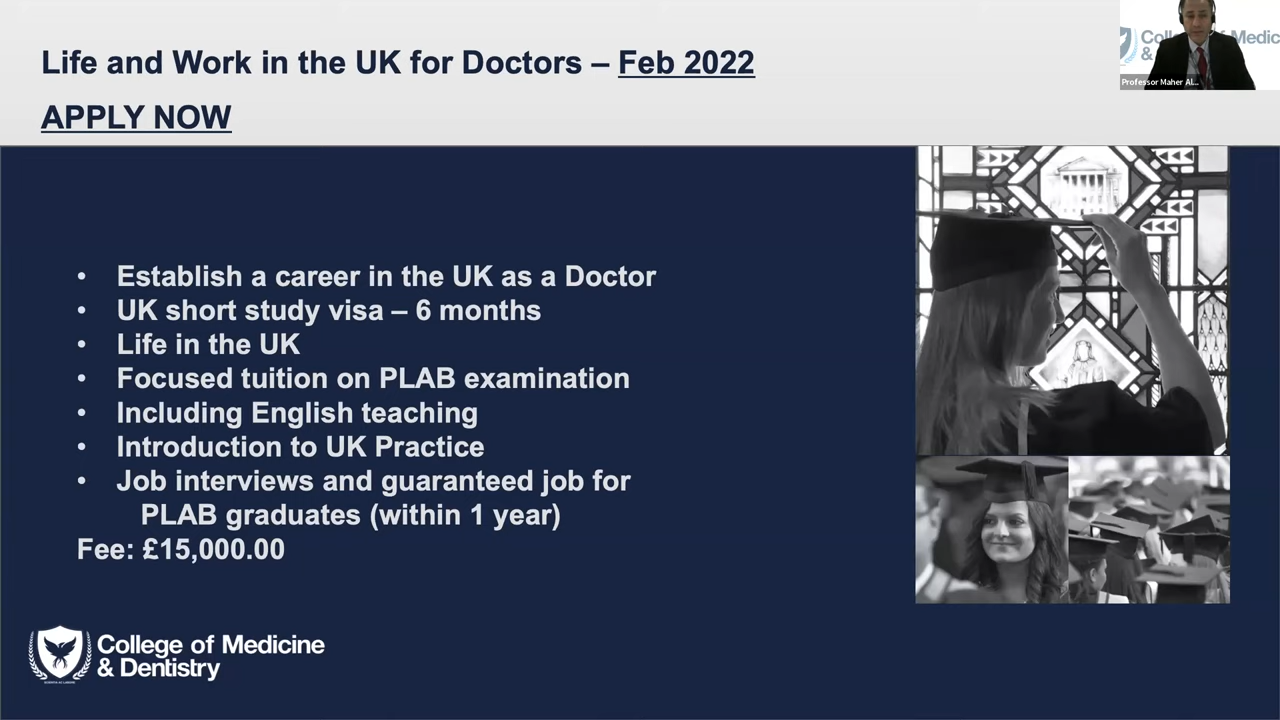 Life and Work in the UK for Doctors – Feb 2022
APPLY NOW
College of Medic
&
Professor Maher Al...
• Establish a career in the UK as a Doctor
• UK short study visa – 6 months
• Life in the UK
• Focused tuition on PLAB examination
• Including English teaching
• Introduction to UK Practice
• Job interviews and guaranteed job for
PLAB graduates (within 1 year)
Fee: £15,000.00
College of Medicine
& Dentistry